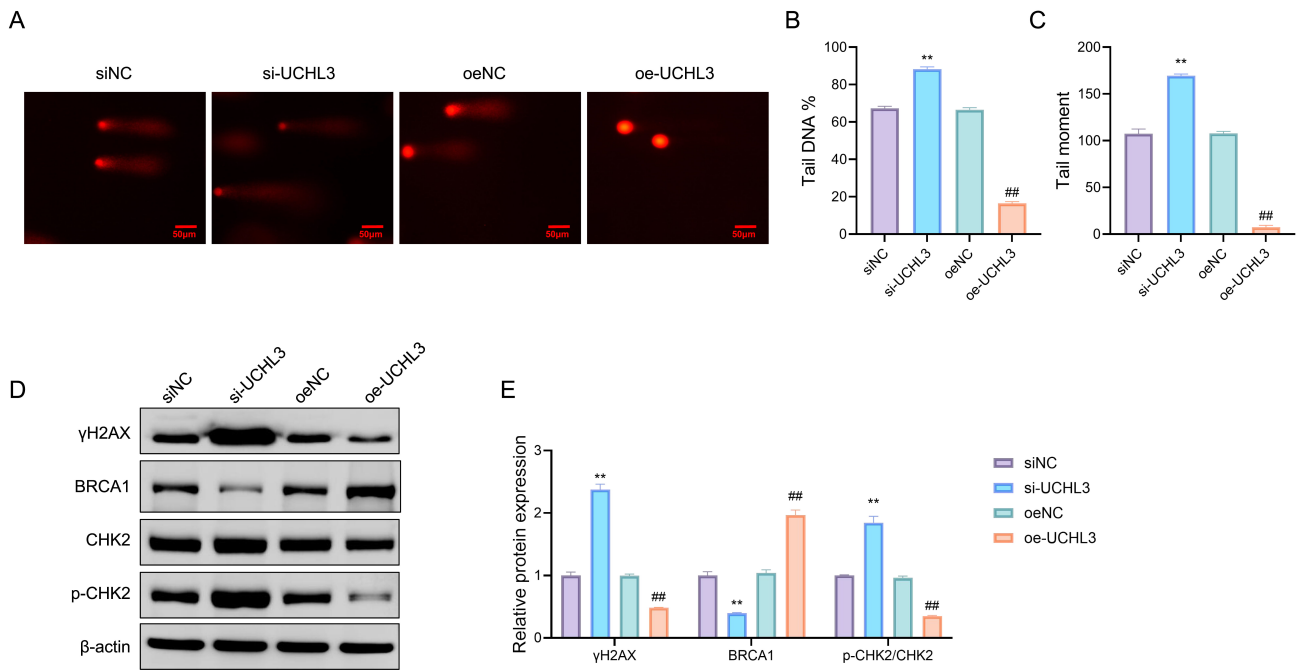 A
siNC
si-UCHL3
oeNC
oe-UCHL3
50μm
50μm
50μm
50μm
B
Tail DNA %
100
80
60
40
20
0
**
##
siNC
si-UCHL3
oeNC
oe-UCHL3
C
Tail moment
200
150
100
50
0
**
##
siNC
si-UCHL3
oeNC
oe-UCHL3
D
siNC
si-UCHL3
oeNC
oe-UCHL3
γH2AX
BRCA1
CHK2
p-CHK2
β-actin
E
Relative protein expression
3
2
1
0
**
##
**
##
**
##
γH2AX
BRCA1
p-CHK2/CHK2
siNC
si-UCHL3
oeNC
oe-UCHL3